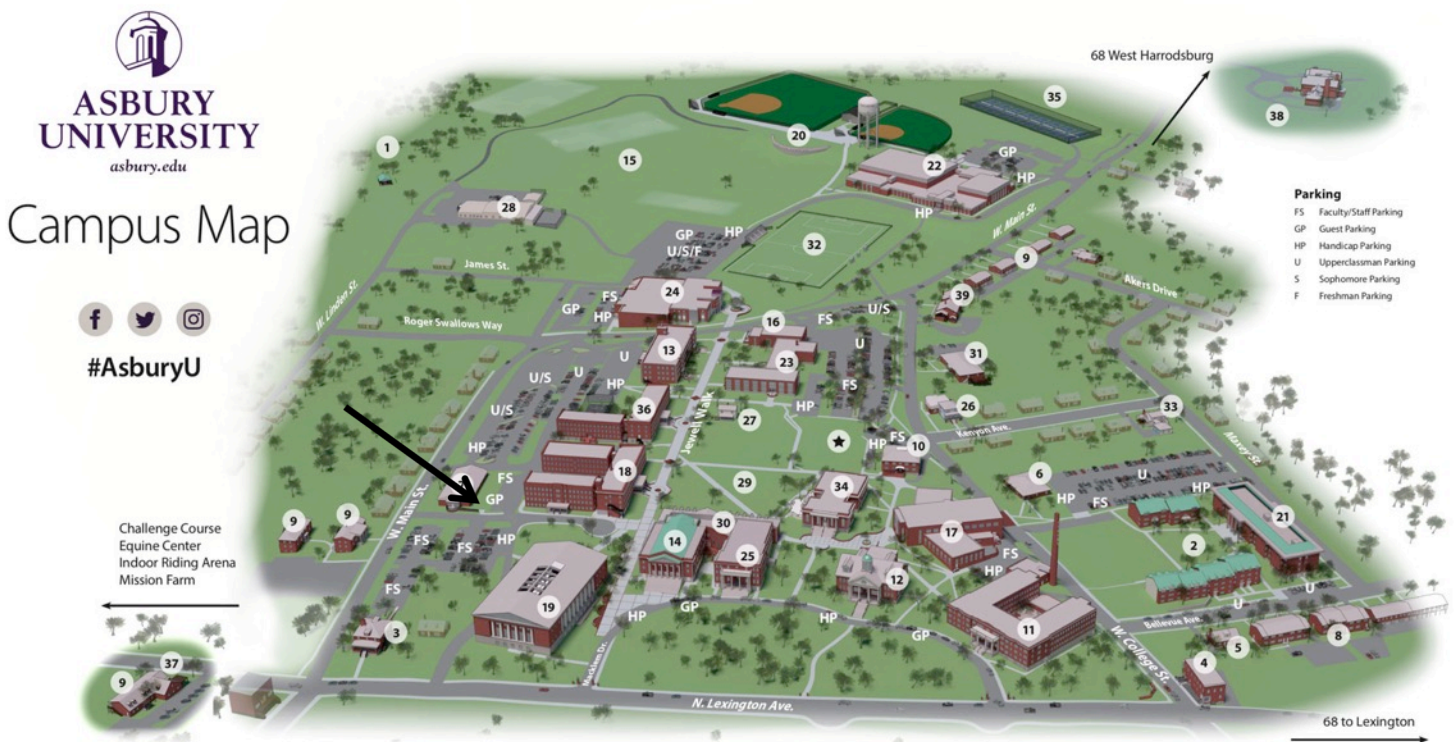 ASBURY
UNIVERSITY
asbury.edu
Campus Map
#AsburyU
68 West Harrodsburg
35
38
20
1
15
22
GP
HP
HP
28
Parking
FS Faculty/Staff Parking
GP Guest Parking
HP Handicap Parking
U Upperclassman Parking
S Sophomore Parking
F Freshman Parking
GP
HP
U/S/F
32
W. Main St.
9
James St.
W. Linden St.
24
FS
GP
HP
39
Akers Drive
Roger Swallows Way
16
FS
U/S
13
U
23
U
31
U/S
U
HP
FS
U/S
36
Jewell Walk
27
HP
26
33
Kenyon Ave.
Maxey St.
HP
FS
10
HP
18
FS
29
34
6
U
HP
FS
HP
GP
21
W. Main St.
9
9
FS
FS
HP
30
14
25
17
FS
HP
2
12
Challenge Course
Equine Center
Indoor Riding Arena
Mission Farm
FS
19
GP
HP
HP
GP
11
U
U
Bellevue Ave.
8
3
5
4
Macklem Dr.
W. College St.
37
9
N. Lexington Ave.
68 to Lexington